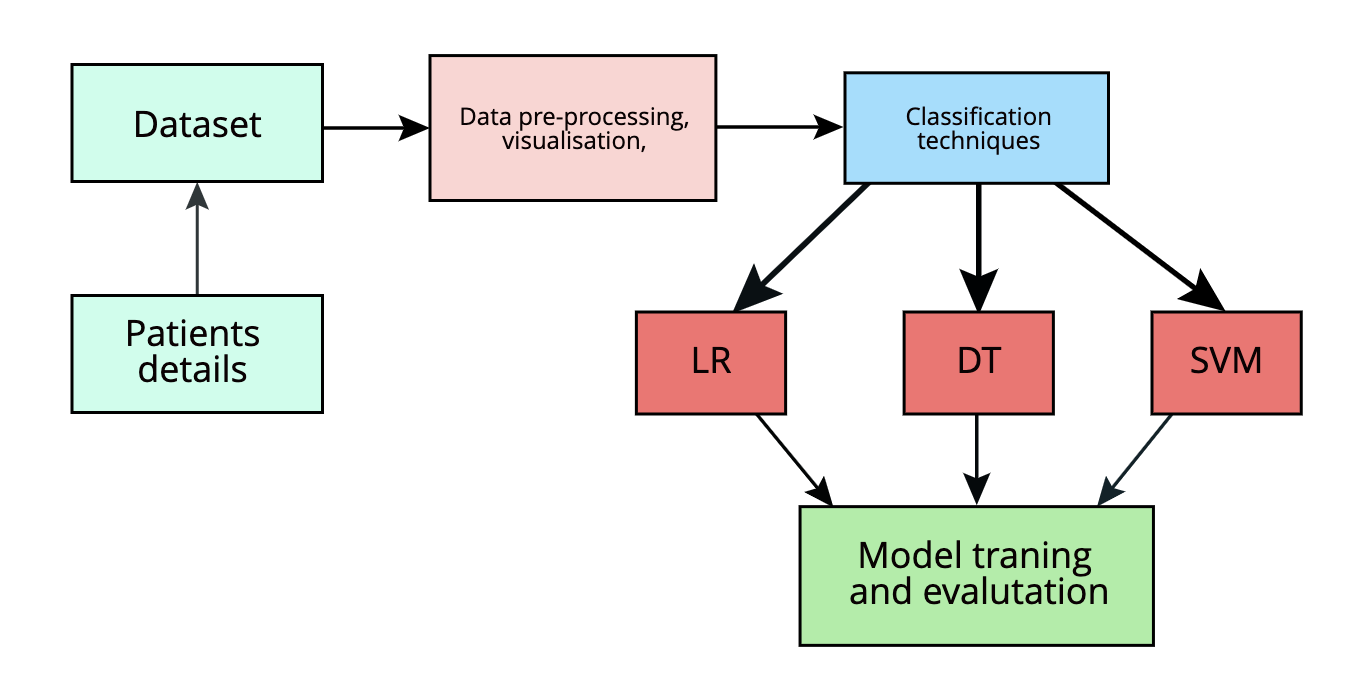 Dataset
Data pre-processing,
visualisation,
Classification
techniques
Patients
details
LR
DT
SVM
Model traning
and evalutation